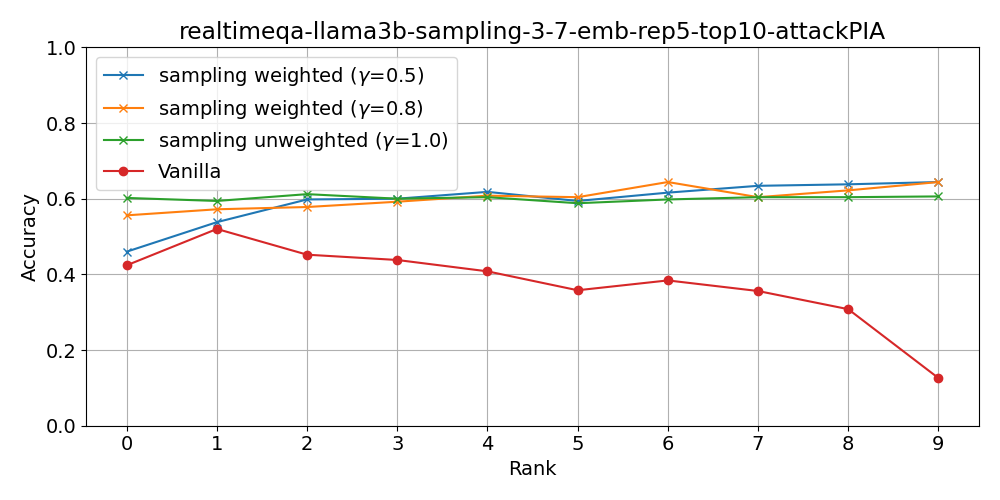 realtimeqa-llama3b-sampling-3-7-emb-rep5-top10-attackPIA
sampling weighted (γ=0.5)
sampling weighted (γ=0.8)
sampling unweighted (γ=1.0)
Vanilla
Accuracy
1.0
0.8
0.6
0.4
0.2
0.0
0 1 2 3 4 5 6 7 8 9
Rank